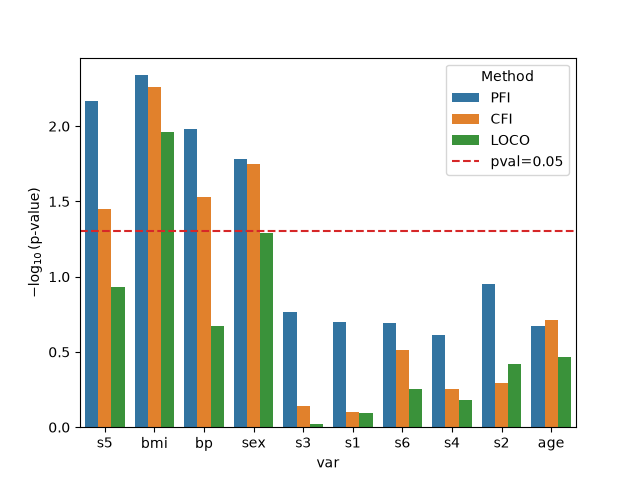 Method
PFI
CFI
LOCO
pval=0.05
−log₁₀(p-value)
2.0
1.5
1.0
0.5
0.0
s5 bmi bp sex s3 s1 s6 s4 s2 age
var